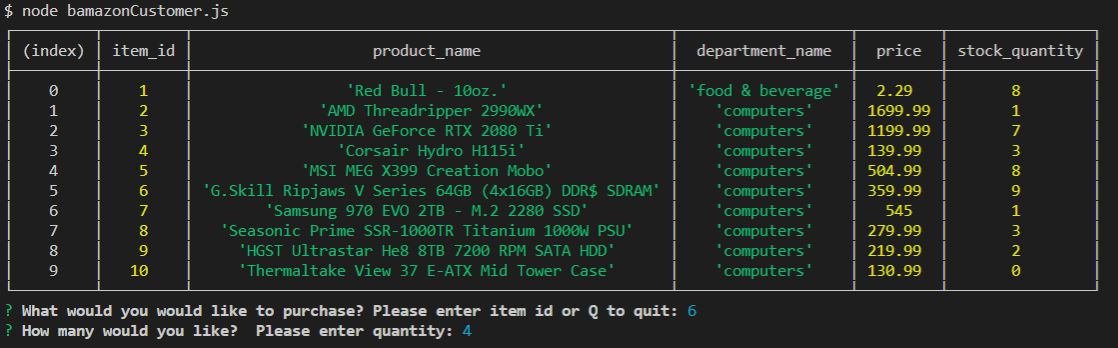 $ node bamazonCustomer.js
(index) item_id product_name department_name price stock_quantity
0 1 'Red Bull - 10oz.' 'food & beverage' 2.29 8
1 2 'AMD Threadripper 2990WX' 'computers' 1699.99 1
2 3 'NVIDIA GeForce RTX 2080 Ti' 'computers' 1199.99 7
3 4 'Corsair Hydro H115i' 'computers' 139.99 3
4 5 'MSI MEG X399 Creation Mobo' 'computers' 504.99 8
5 6 'G.Skill Ripjaws V Series 64GB (4x16GB) DDR$ SDRAM' 'computers' 359.99 9
6 7 'Samsung 970 EVO 2TB - M.2 2280 SSD' 'computers' 545 1
7 8 'Seasonic Prime SSR-1000TR Titanium 1000W PSU' 'computers' 279.99 3
8 9 'HGST Ultrastar He8 8TB 7200 RPM SATA HDD' 'computers' 219.99 2
9 10 'Thermaltake View 37 E-ATX Mid Tower Case' 'computers' 130.99 0
? What would you would like to purchase? Please enter item id or Q to quit: 6
? How many would you like?  Please enter quantity: 4